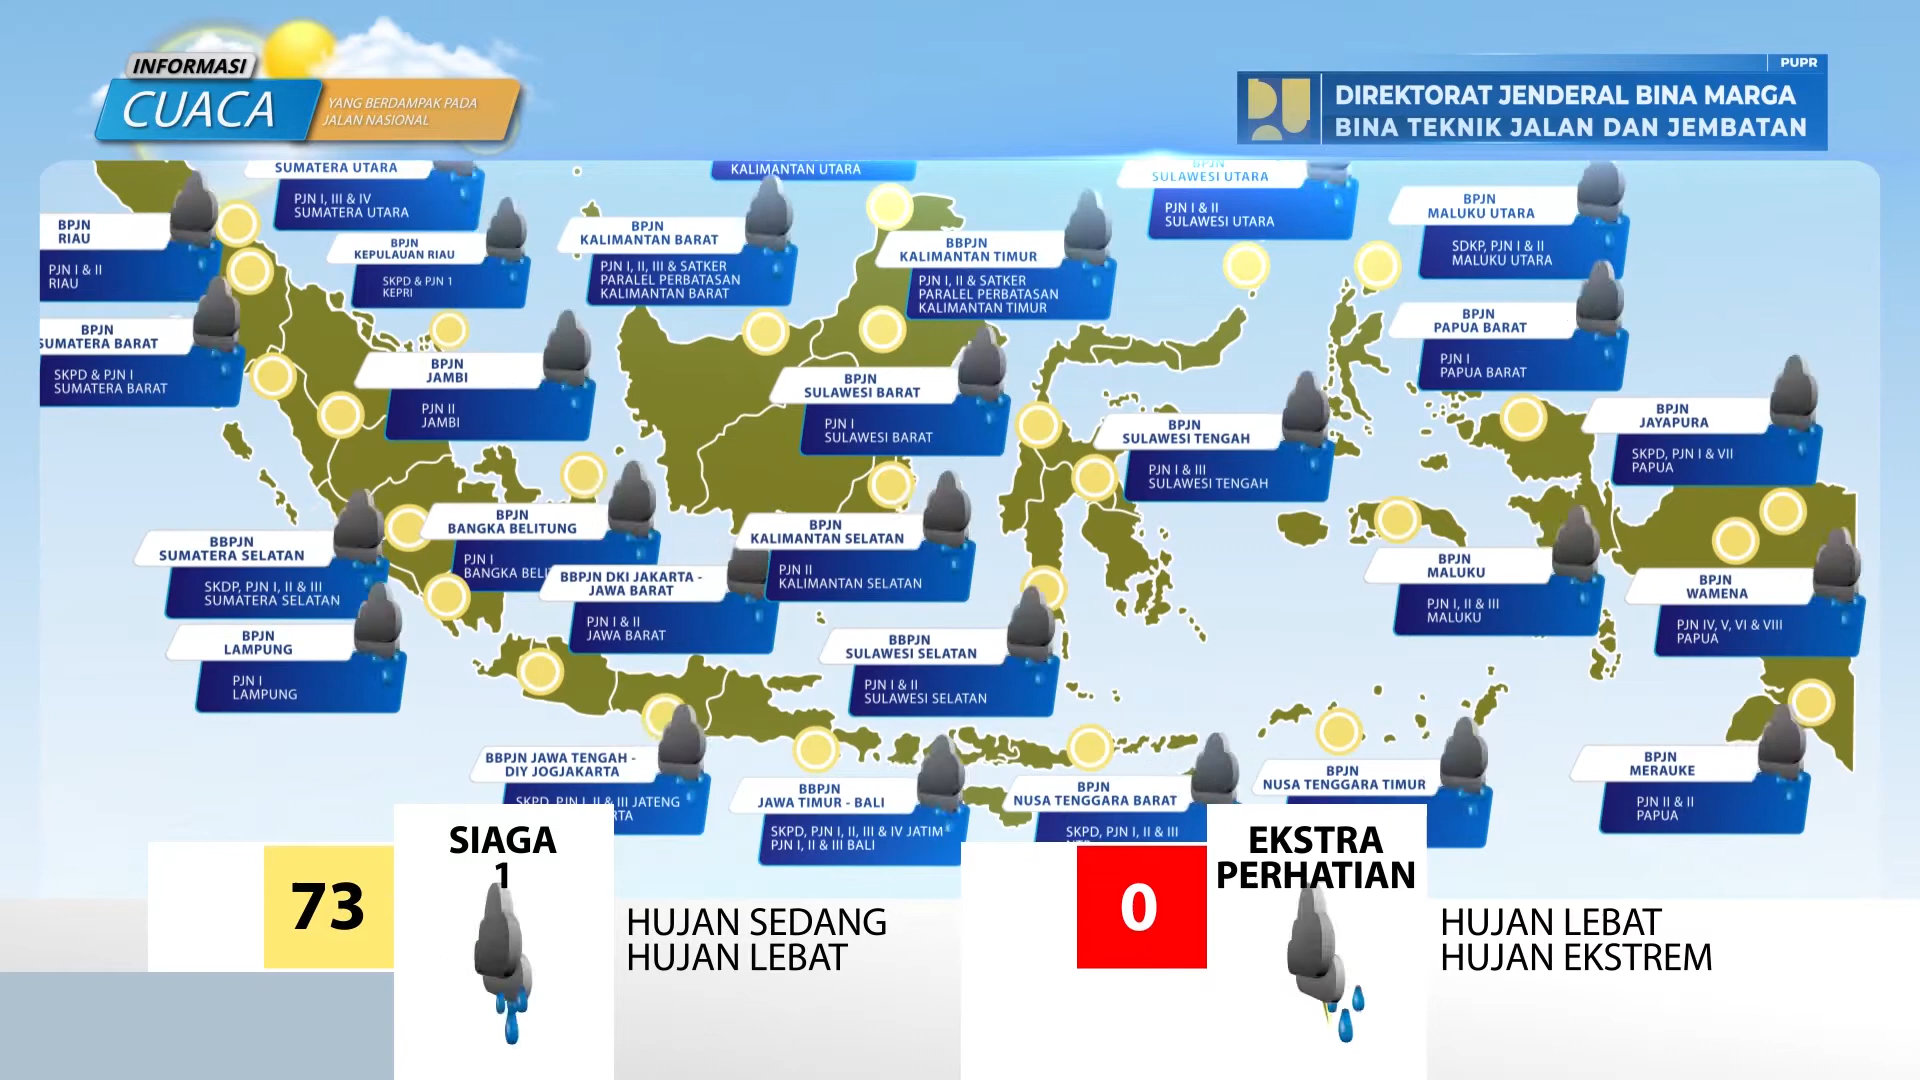 INFORMASI
CUACA
YANG BERDAMPAK PADA
JALAN NASIONAL
PUPR
DIREKTORAT JENDERAL BINA MARGA
BINA TEKNIK JALAN DAN JEMBATAN
SUMATERA UTARA
PJN I, III & IV
SUMATERA UTARA
KALIMANTAN UTARA
BPJN
SULAWESI UTARA
PJN I & II
SULAWESI UTARA
BPJN
MALUKU UTARA
SDKP, PJN I & II
MALUKU UTARA
BPJN
RIAU
PJN I & II
RIAU
BPJN
KEPULAUAN RIAU
SKPD & PJN 1
KEPRI
BPJN
KALIMANTAN BARAT
PJN I, II, III & SATKER
PARALEL PERBATASAN
KALIMANTAN BARAT
BBPJN
KALIMANTAN TIMUR
PJN I, II & SATKER
PARALEL PERBATASAN
KALIMANTAN TIMUR
BPJN
PAPUA BARAT
PJN I
PAPUA BARAT
BPJN
SUMATERA BARAT
SKPD & PJN I
SUMATERA BARAT
BPJN
JAMBI
PJN II
JAMBI
BPJN
SULAWESI BARAT
PJN I
SULAWESI BARAT
BPJN
SULAWESI TENGAH
PJN I & III
SULAWESI TENGAH
BPJN
JAYAPURA
SKPD, PJN I & VII
PAPUA
BBPJN
SUMATERA SELATAN
SKDP, PJN I, II & III
SUMATERA SELATAN
BPJN
BANGKA BELITUNG
PJN I
BANGKA BELI
BBPJN DKI JAKARTA -
JAWA BARAT
PJN I & II
JAWA BARAT
BPJN
KALIMANTAN SELATAN
PJN II
KALIMANTAN SELATAN
BPJN
MALUKU
PJN I, II & III
MALUKU
BPJN
WAMENA
PJN IV, V, VI & VIII
PAPUA
BPJN
LAMPUNG
PJN I
LAMPUNG
BBPJN
SULAWESI SELATAN
PJN I & II
SULAWESI SELATAN
BBPJN JAWA TENGAH -
DIY JOGJAKARTA
SKPD, PJN I, II & III JATENG
RTA
BBPJN
JAWA TIMUR - BALI
SKPD, PJN I, II, III & IV JATIM
PJN I, II & III BALI
BPJN
NUSA TENGGARA BARAT
SKPD, PJN I, II & III
BPJN
NUSA TENGGARA TIMUR
BPJN
MERAUKE
PJN II & II
PAPUA
73
SIAGA
1
HUJAN SEDANG
HUJAN LEBAT
0
EKSTRA
PERHATIAN
HUJAN LEBAT
HUJAN EKSTREM